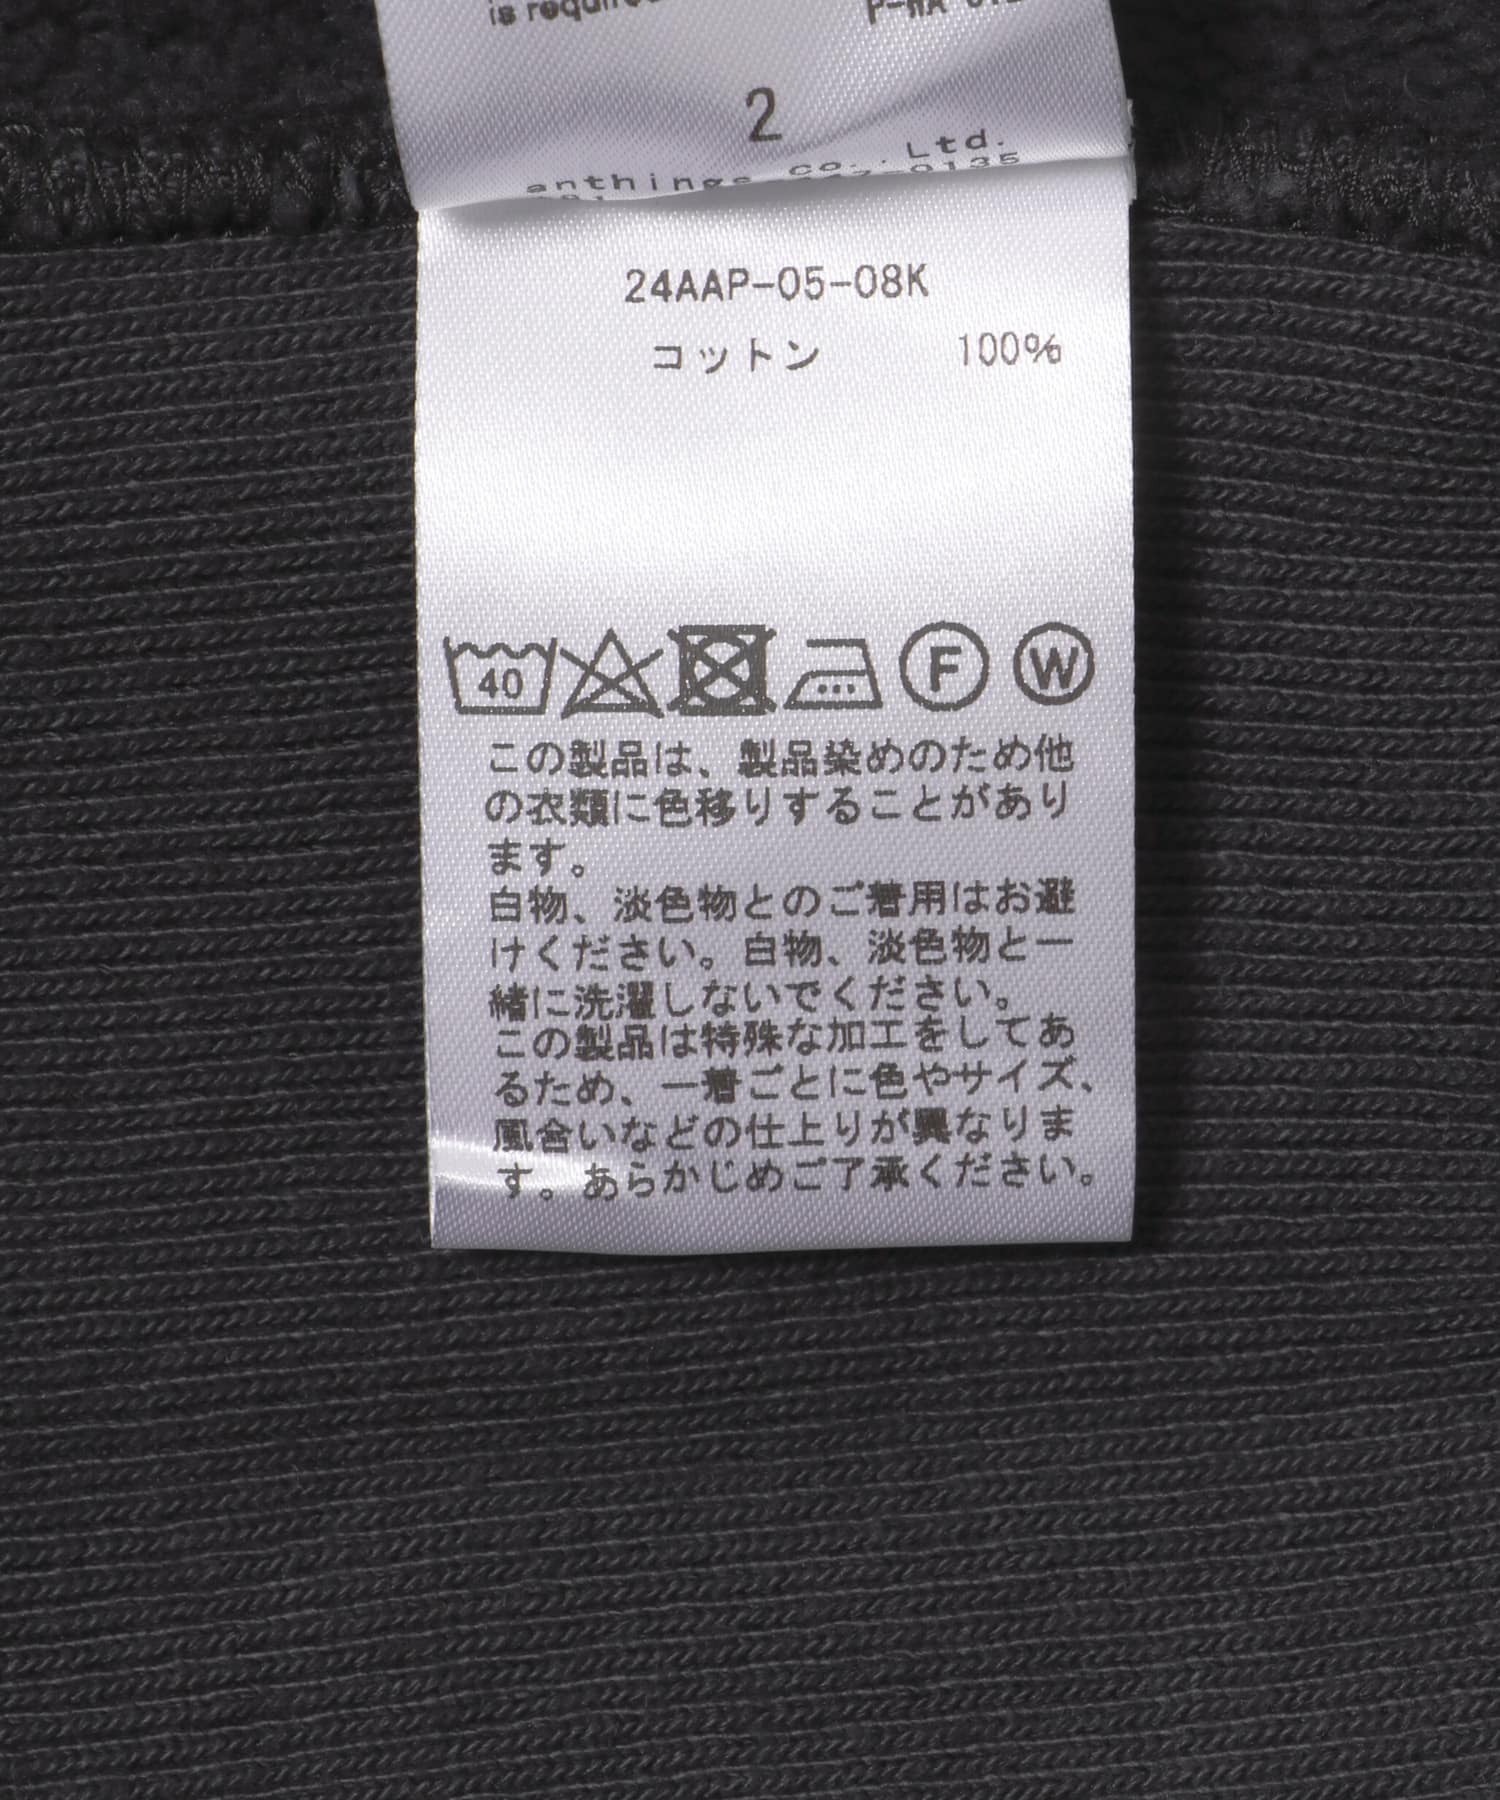 is required
2
anthings co.,Ltd.
24AAP-05-08K
コットン 100%
40
F W
この製品は、製品染めのため他
の衣類に色移りすることがあり
ます。
白物、淡色物とのご着用はお避
けください。白物、淡色物と一
緒に洗濯しないでください。
この製品は特殊な加工をしてあ
るため、一着ごとに色やサイズ、
風合いなどの仕上りが異なりま
す。あらかじめご了承ください。